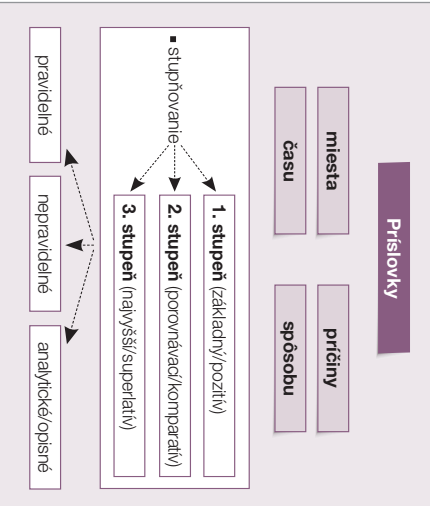 Príslovky
miesta
príčiny
času
spôsobu
▪ stupňovanie
1. stupeň (základný/pozitív)
2. stupeň (porovnávací/komparatív)
3. stupeň (najvyšší/superlatív)
pravidelné
nepravidelné
analytické/opisné